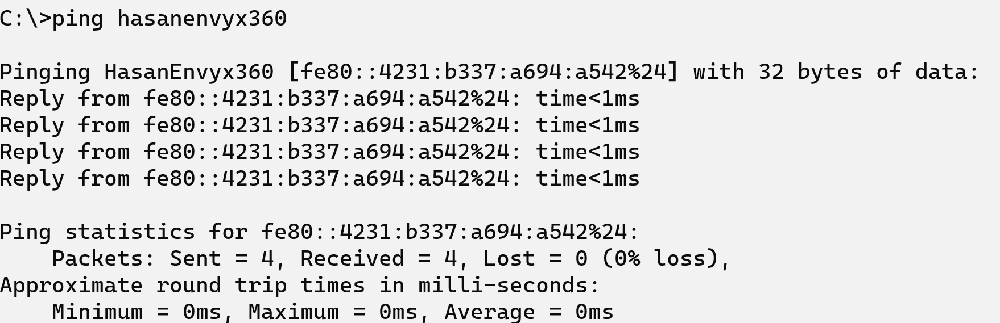 C:\>ping hasanenvyx360
Pinging HasanEnvyx360 [fe80::4231:b337:a694:a542%24] with 32 bytes of data:
Reply from fe80::4231:b337:a694:a542%24: time<1ms
Reply from fe80::4231:b337:a694:a542%24: time<1ms
Reply from fe80::4231:b337:a694:a542%24: time<1ms
Reply from fe80::4231:b337:a694:a542%24: time<1ms
Ping statistics for fe80::4231:b337:a694:a542%24:
    Packets: Sent = 4, Received = 4, Lost = 0 (0% loss),
Approximate round trip times in milli-seconds:
    Minimum = 0ms, Maximum = 0ms, Average = 0ms